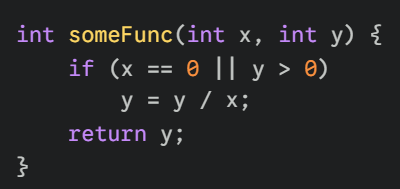 int someFunc(int x, int y) {
    if (x == 0 || y > 0)
        y = y / x;
    return y;
}